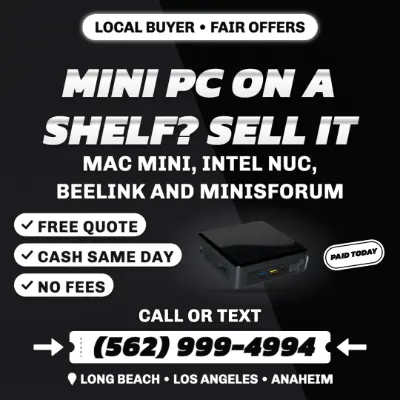 LOCAL BUYER • FAIR OFFERS
MINI PC ON A
SHELF? SELL IT
MAC MINI, INTEL NUC,
BEELINK AND MINISFORUM
FREE QUOTE
CASH SAME DAY
NO FEES
PAID TODAY
CALL OR TEXT
(562) 999-4994
LONG BEACH • LOS ANGELES • ANAHEIM